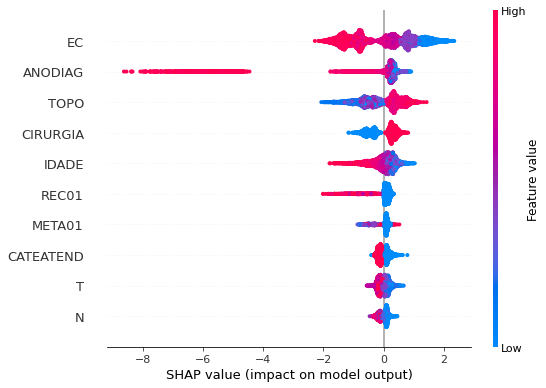 High
EC
ANODIAG
TOPO
CIRURGIA
IDADE
REC01
META01
CATEATEND
T
N
Low
Feature value
−8 −6 −4 −2 0 2
SHAP value (impact on model output)